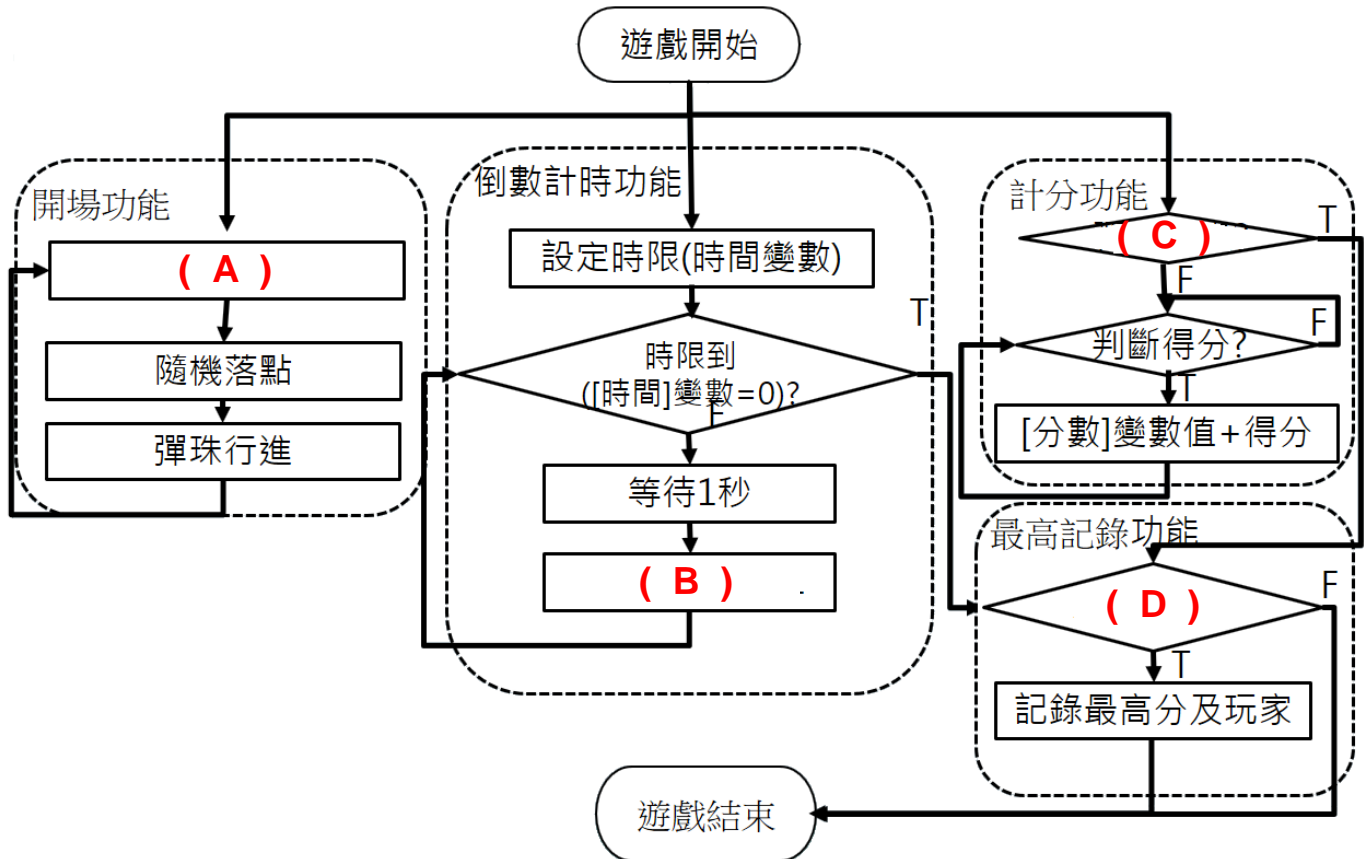 遊戲開始
開場功能
( A )
隨機落點
彈珠行進
倒數計時功能
設定時限(時間變數)
時限到
([時間]變數=0)?
T
F
等待1秒
( B )
計分功能
( C )
T
F
判斷得分?
F
T
[分數]變數值+得分
最高記錄功能
( D )
F
T
記錄最高分及玩家
遊戲結束